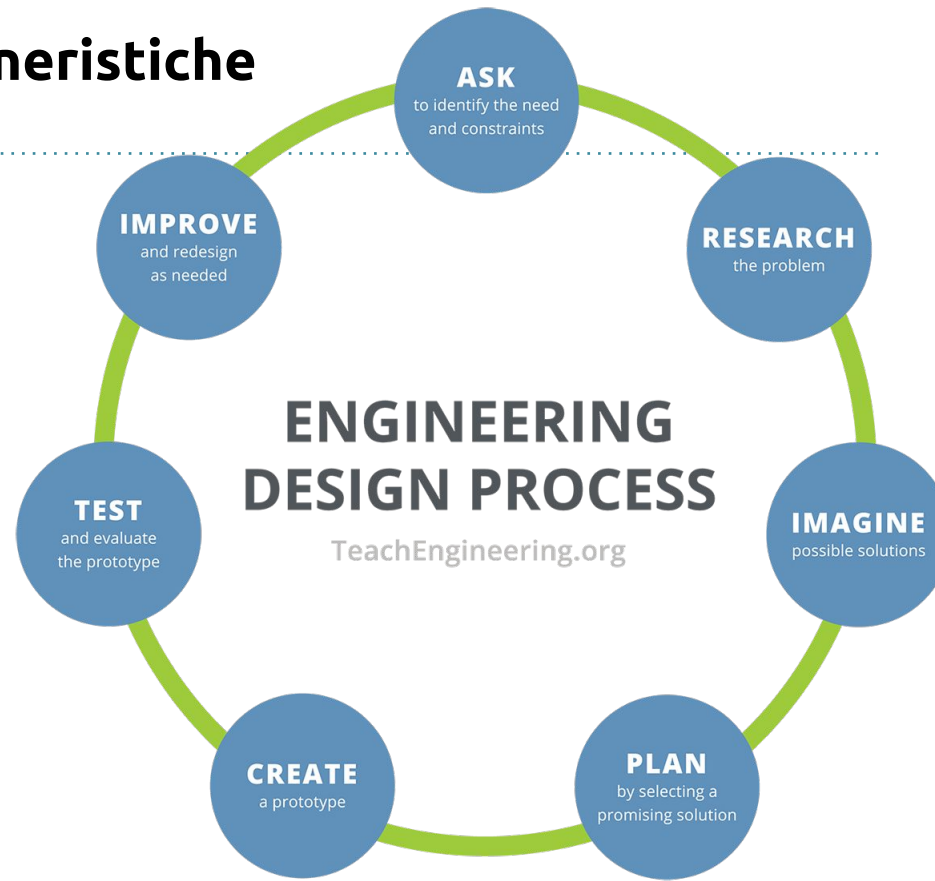 neristiche
ASK
to identify the need
and constraints
RESEARCH
the problem
IMAGINE
possible solutions
PLAN
by selecting a
promising solution
CREATE
a prototype
TEST
and evaluate
the prototype
IMPROVE
and redesign
as needed
ENGINEERING
DESIGN PROCESS
TeachEngineering.org